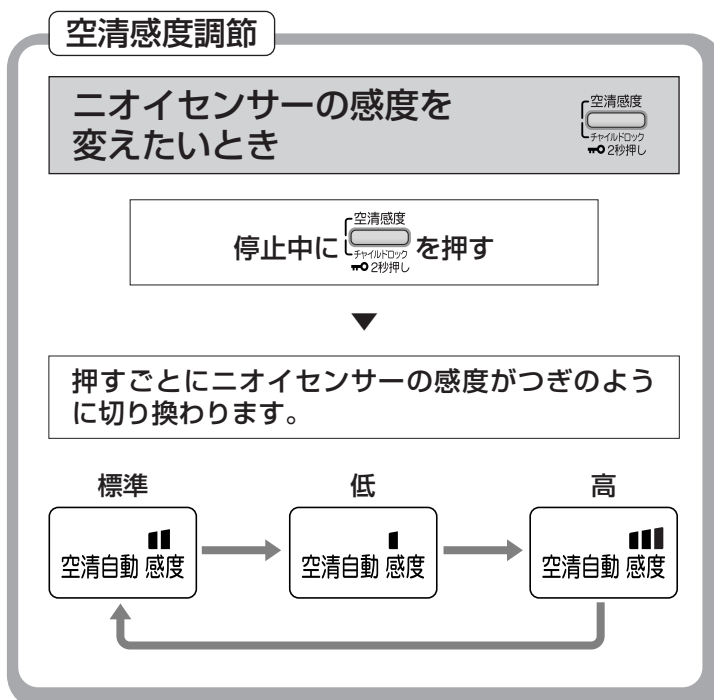 空清感度調節
ニオイセンサーの感度を
変えたいとき
空清感度
チャイルドロック
2秒押し
停止中に
空清感度
チャイルドロック
2秒押し
を押す
押すごとにニオイセンサーの感度がつぎのよう
に切り換わります。
標準
低
高
空清自動 感度
空清自動 感度
空清自動 感度